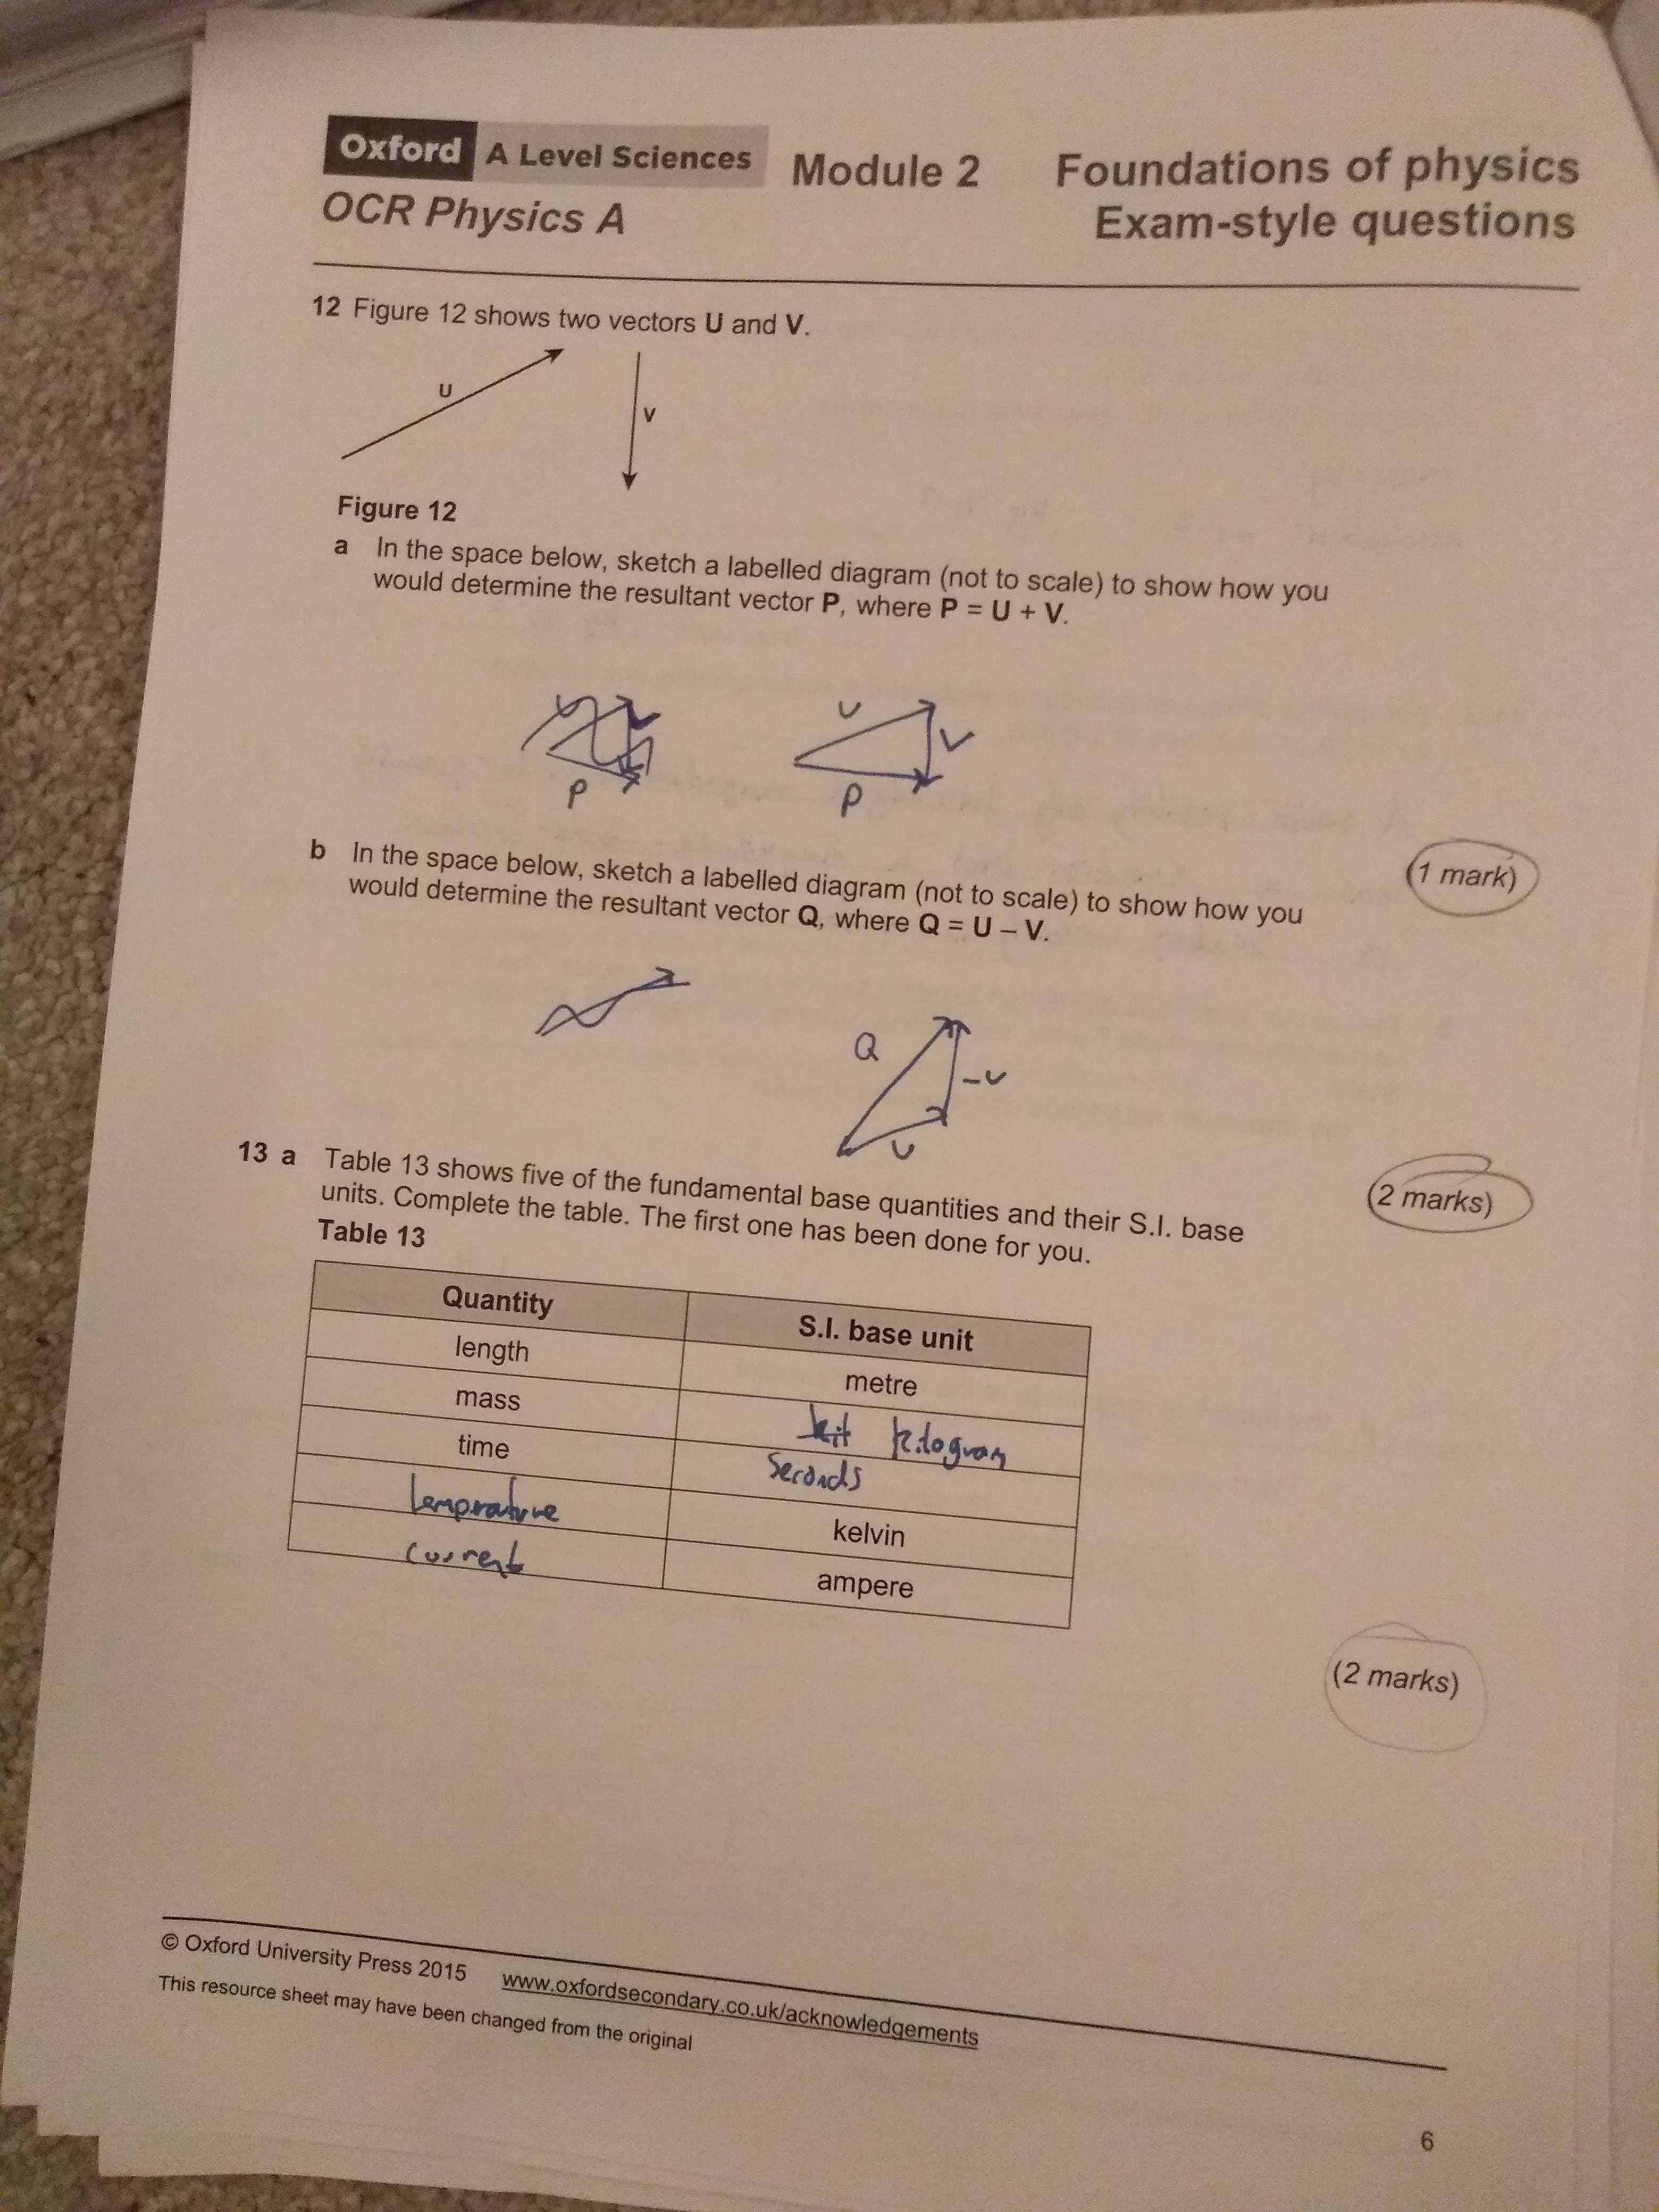 Oxford A Level Sciences Module 2 Foundations of physics
OCR Physics A Exam-style questions
12 Figure 12 shows two vectors U and V.
U
V
Figure 12
a In the space below, sketch a labelled diagram (not to scale) to show how you
would determine the resultant vector P, where P = U + V.
U
V
P
P
(1 mark)
b In the space below, sketch a labelled diagram (not to scale) to show how you
would determine the resultant vector Q, where Q = U – V.
Q
-V
U
(2 marks)
13 a Table 13 shows five of the fundamental base quantities and their S.I. base
units. Complete the table. The first one has been done for you.
Table 13
Quantity S.I. base unit
length metre
mass kilogram
time Seconds
temprature kelvin
current ampere
(2 marks)
© Oxford University Press 2015 www.oxfordsecondary.co.uk/acknowledgements
This resource sheet may have been changed from the original
6